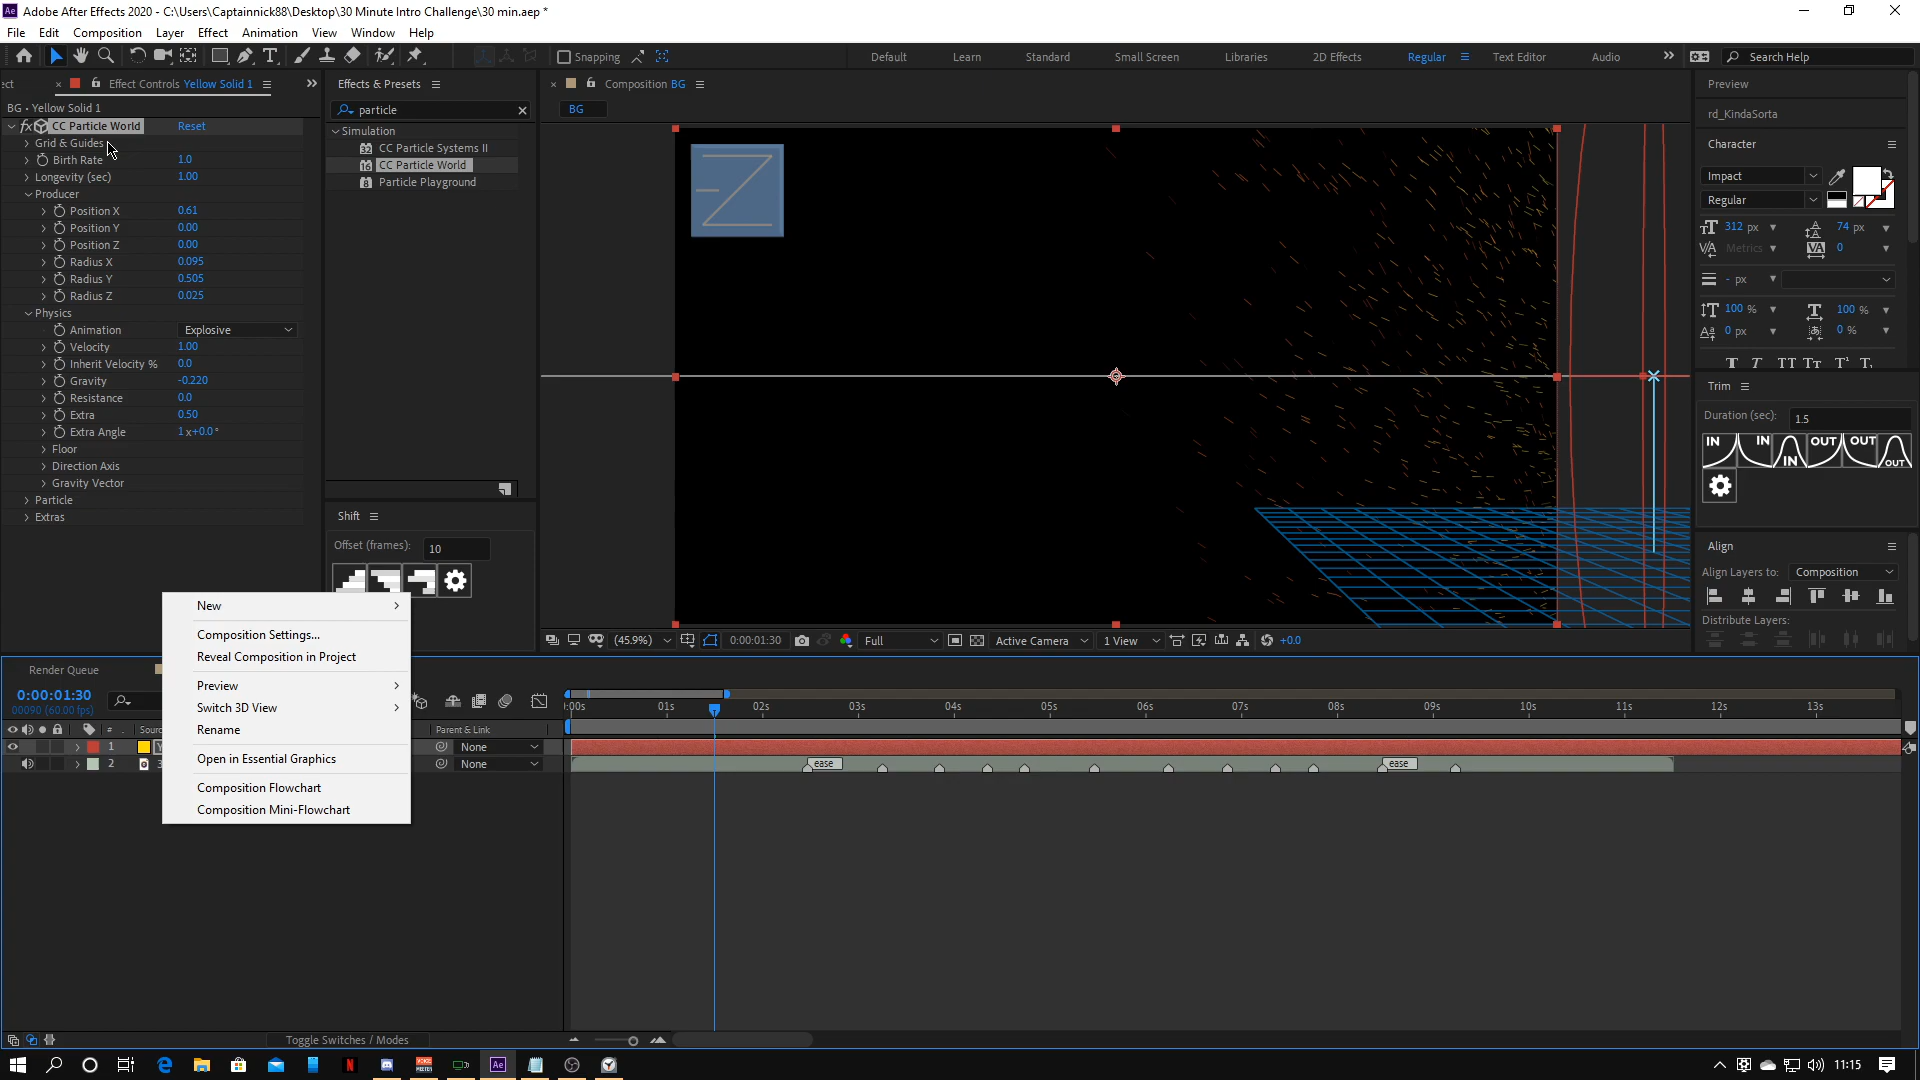 Adobe After Effects 2020 - C:\Users\Captainnick88\Desktop\30 Minute Intro Challenge\30 min.aep *
File Edit Composition Layer Effect Animation View Window Help
Snapping
Default Learn Standard Small Screen Libraries 2D Effects Regular Text Editor Audio Search Help
ect Effect Controls Yellow Solid 1
BG • Yellow Solid 1
fx CC Particle World Reset
Grid & Guides
Birth Rate 1.0
Longevity (sec) 1.00
Producer
Position X 0.61
Position Y 0.00
Position Z 0.00
Radius X 0.095
Radius Y 0.505
Radius Z 0.025
Physics
Animation Explosive
Velocity 1.00
Inherit Velocity % 0.0
Gravity -0.220
Resistance 0.0
Extra 0.50
Extra Angle 1x+0.0°
Floor
Direction Axis
Gravity Vector
Particle
Extras
Effects & Presets
particle
Simulation
32 CC Particle Systems II
16 CC Particle World
8 Particle Playground
Shift
Offset (frames): 10
Composition BG
BG
(45.9%) 0:00:01:30 Full Active Camera 1 View +0.0
Preview
rd_KindaSorta
Character
Impact
Regular
312 px 74 px
Metrics 0
- px
100 % 100 %
0 px 0 %
Trim
Duration (sec): 1.5
IN IN IN OUT OUT OUT
Align
Align Layers to: Composition
Distribute Layers:
New
Composition Settings...
Reveal Composition in Project
Preview
Switch 3D View
Rename
Open in Essential Graphics
Composition Flowchart
Composition Mini-Flowchart
Render Queue
0:00:01:30
00090 (60.00 fps)
:00s 01s 02s 03s 04s 05s 06s 07s 08s 09s 10s 11s 12s 13s
# Sourc Parent & Link
1 Y None
2 3 None
ease ease
Toggle Switches / Modes
Ae 11:15